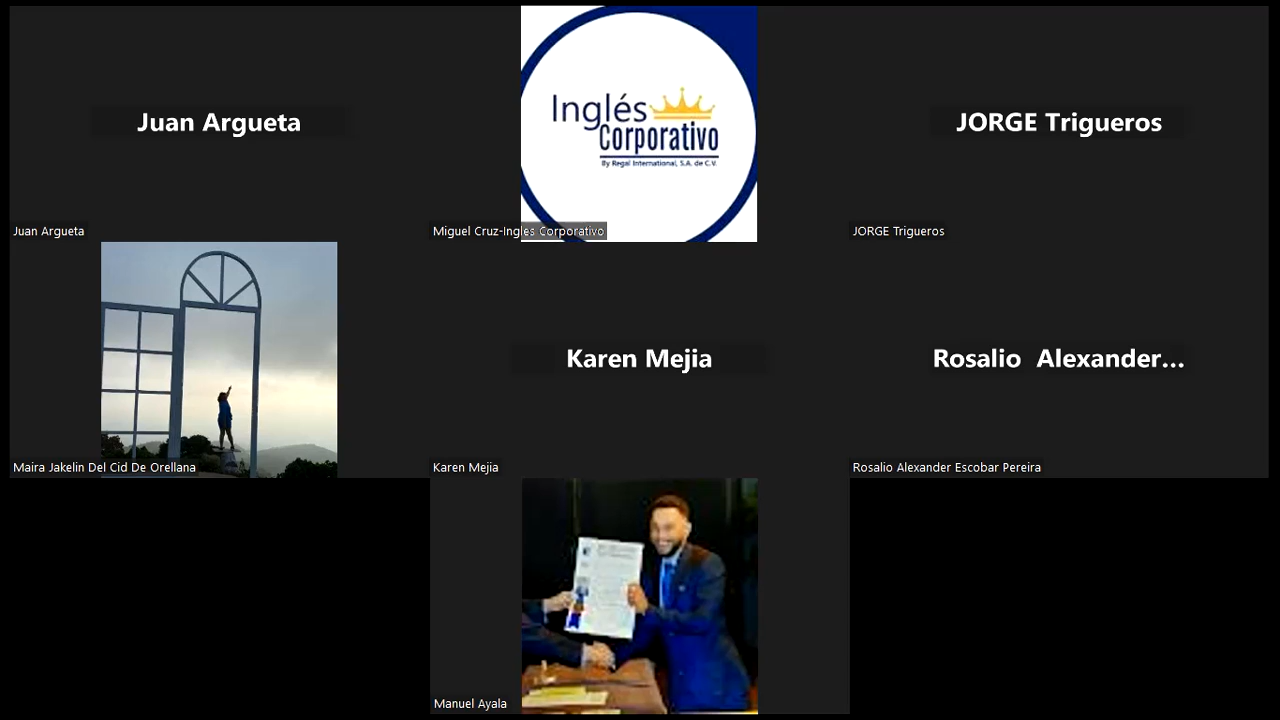 Juan Argueta
Inglés
Corporativo
By Regal International, S.A. de C.V.
JORGE Trigueros
Juan Argueta
Miguel Cruz-Ingles Corporativo
JORGE Trigueros
Karen Mejia
Rosalio Alexander...
Maira Jakelin Del Cid De Orellana
Karen Mejia
Rosalio Alexander Escobar Pereira
Manuel Ayala